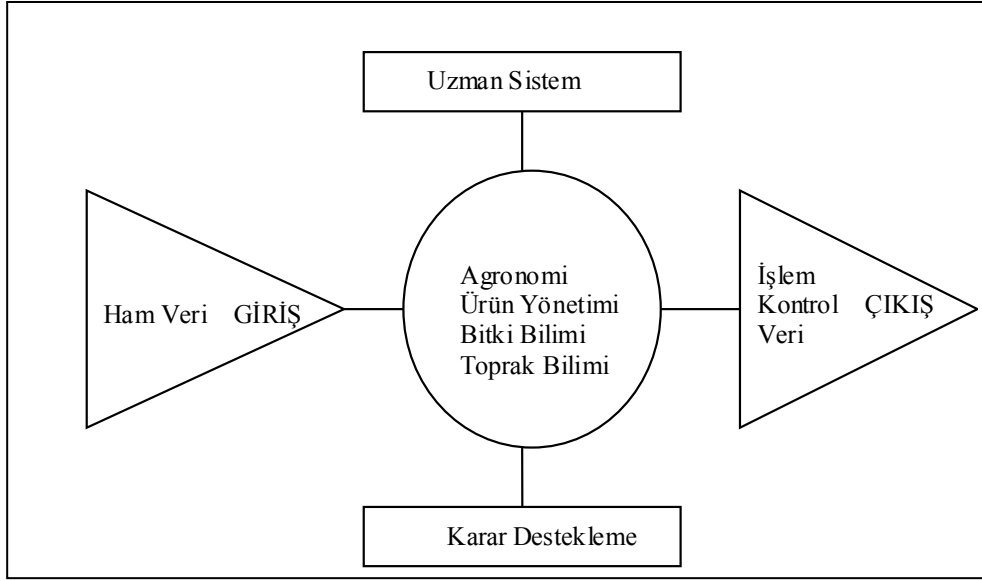 Uzman Sistem
Ham Veri GİRİŞ
Agronomi
Ürün Yönetimi
Bitki Bilimi
Toprak Bilimi
İşlem
Kontrol ÇIKIŞ
Veri
Karar Destekleme